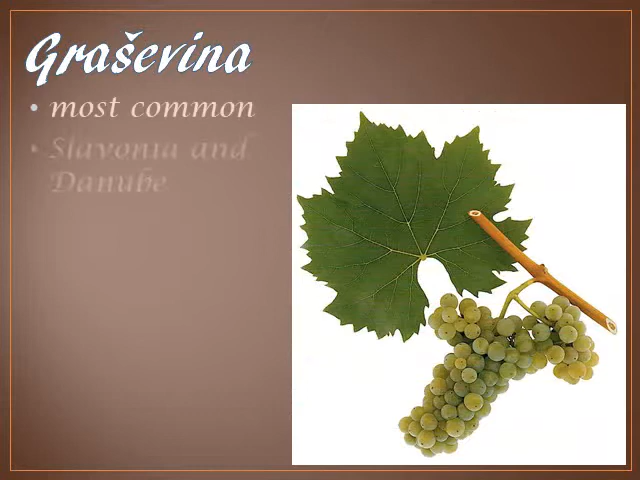 Graševina
• most common
• Slavonia and
Danube